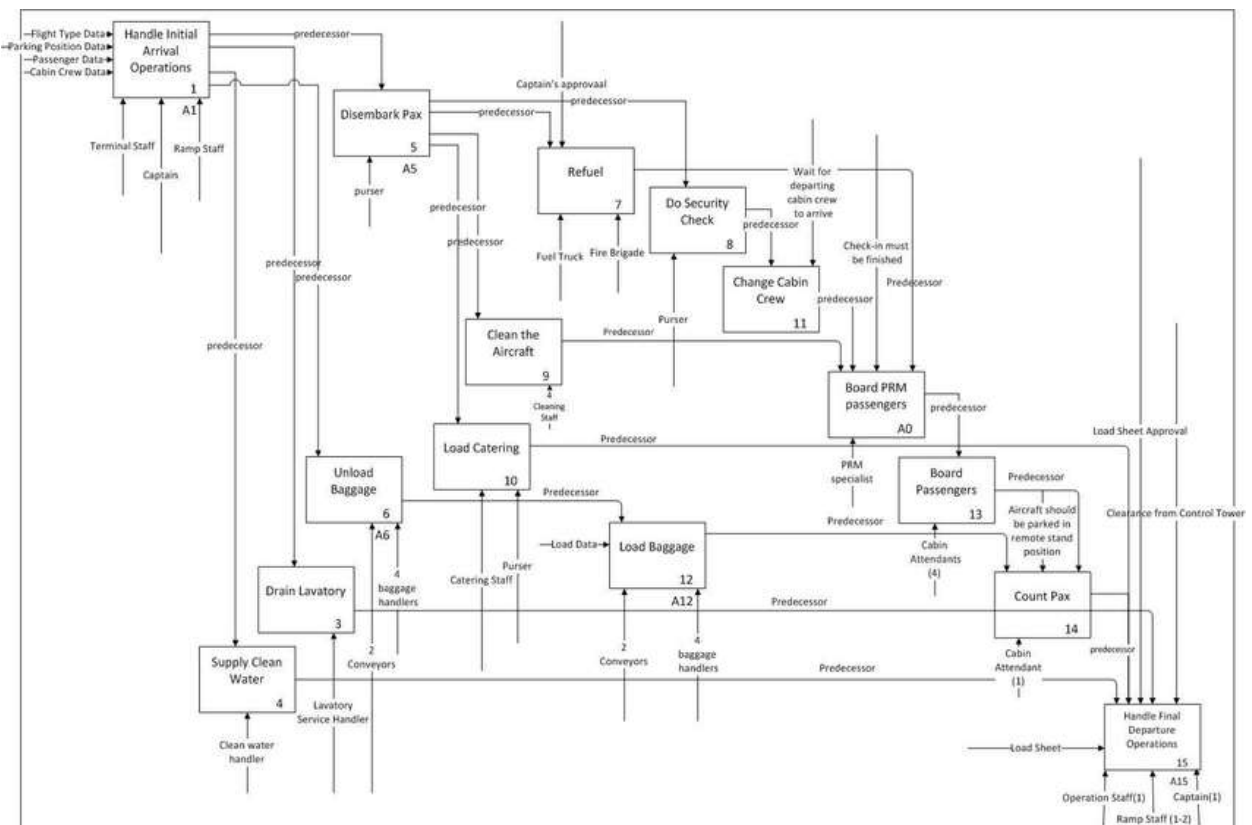 Flight Type Data
Parking Position Data
Passenger Data
Cabin Crew Data
Handle Initial
Arrival
Operations
1
A1
Terminal Staff
Captain
Ramp Staff
predecessor
predecessor
predecessor
predecessor
Disembark Pax
5
A5
purser
predecessor
predecessor
predecessor
predecessor
Captain's approvaal
Refuel
7
Fuel Truck
Fire Brigade
Do Security
Check
8
Purser
predecessor
Wait for
departing
cabin crew
to arrive
Change Cabin
Crew
11
predecessor
Check-in must
be finished
Predecessor
Clean the
Aircraft
9
4
Cleaning
Staff
Predecessor
Board PRM
passengers
A0
PRM
specialist
predecessor
Load Catering
10
Catering Staff
Purser
Predecessor
Load Sheet Approval
Clearance from Control Tower
Unload
Baggage
6
A6
2
Conveyors
4
baggage
handlers
Predecessor
Board
Passengers
13
Cabin
Attendants
(4)
Predecessor
Aircraft should
be parked in
remote stand
position
Load Data
Load Baggage
12
A12
2
Conveyors
4
baggage
handlers
Predecessor
Drain Lavatory
3
Lavatory
Service Handler
Predecessor
Count Pax
14
Cabin
Attendant
(1)
predecessor
Supply Clean
Water
4
Clean water
handler
Predecessor
Handle Final
Departure
Operations
15
A15
Load Sheet
Operation Staff(1)
Ramp Staff (1-2)
Captain(1)